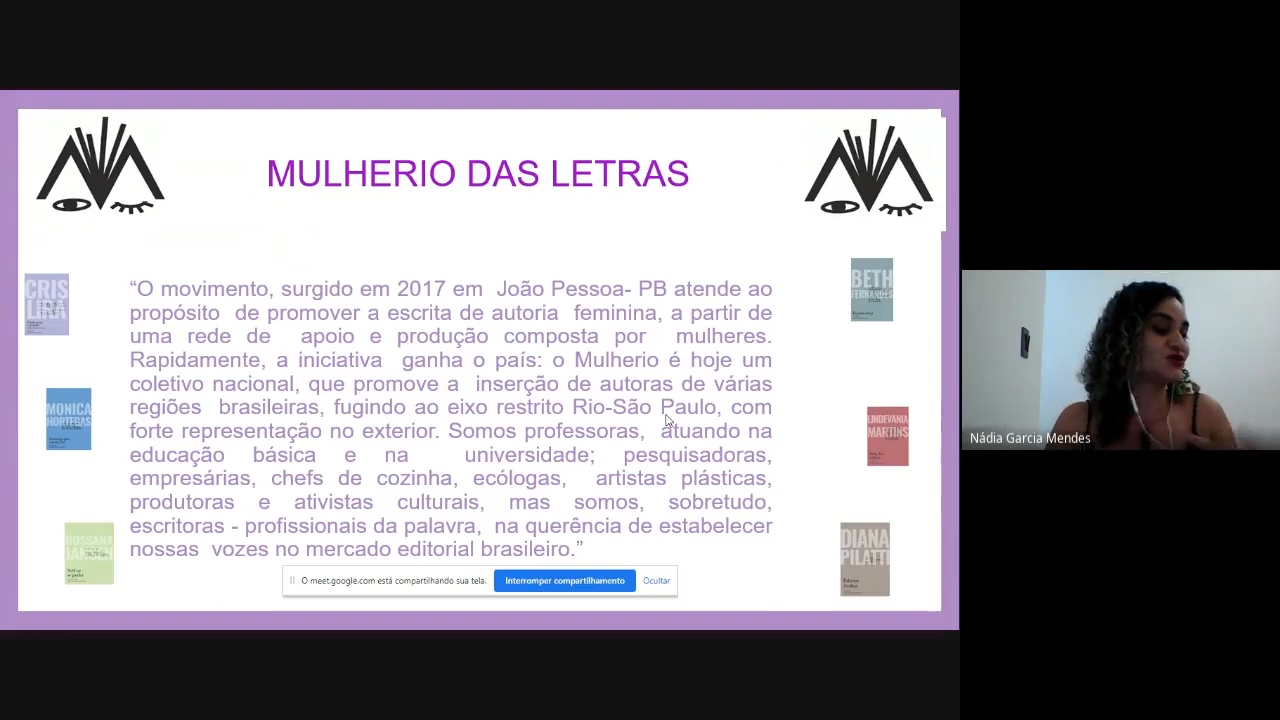 MULHERIO DAS LETRAS
“O movimento, surgido em 2017 em João Pessoa- PB atende ao
propósito de promover a escrita de autoria feminina, a partir de
uma rede de apoio e produção composta por mulheres.
Rapidamente, a iniciativa ganha o país: o Mulherio é hoje um
coletivo nacional, que promove a inserção de autoras de várias
regiões brasileiras, fugindo ao eixo restrito Rio-São Paulo, com
forte representação no exterior. Somos professoras, atuando na
educação básica e na universidade; pesquisadoras,
empresárias, chefs de cozinha, ecólogas, artistas plásticas,
produtoras e ativistas culturais, mas somos, sobretudo,
escritoras - profissionais da palavra, na querência de estabelecer
nossas vozes no mercado editorial brasileiro.”
CRIS
LIRA
MONICA
HORTEGAS
ROSSANA
BETH
FERNANDES
LINDEVANIA
MARTINS
DIANA
PILATTI
O meet.google.com está compartilhando sua tela.
Interromper compartilhamento
Ocultar
Nádia Garcia Mendes